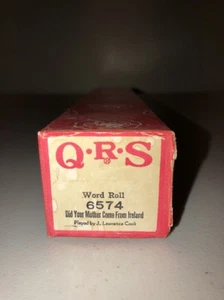 Q·R·S
Word Roll
6574
Did Your Mother Come From Ireland
Played by J. Lawrence Cook